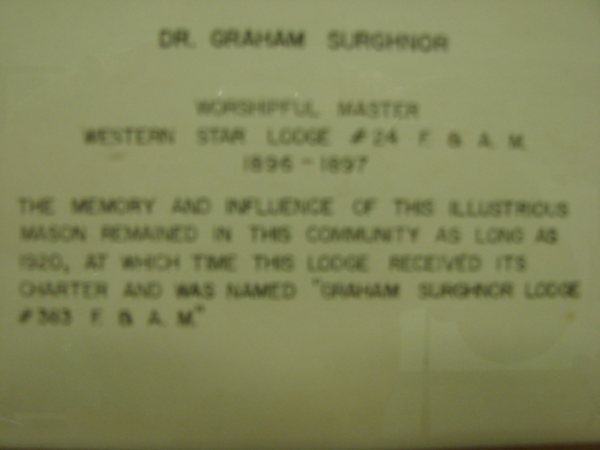 DR. GRAHAM SURGHNOR
WORSHIPFUL MASTER
WESTERN STAR LODGE #24 F. & A. M.
1896-1897
THE MEMORY AND INFLUENCE OF THIS ILLUSTRIOUS
MASON REMAINED IN THIS COMMUNITY AS LONG AS
1920, AT WHICH TIME THIS LODGE RECEIVED ITS
CHARTER AND WAS NAMED "GRAHAM SURGHNOR LODGE
#363 F. & A. M."